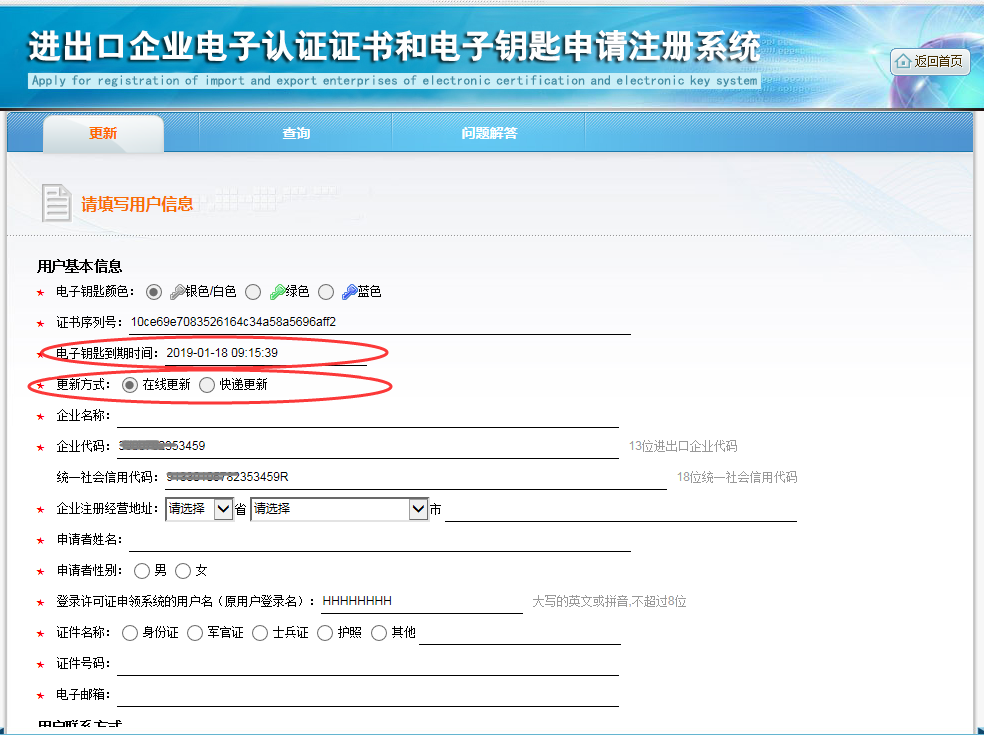 进出口企业电子认证证书和电子钥匙申请注册系统
Apply for registration of import and export enterprises of electronic certification and electronic key system
返回首页
更新 查询 问题解答
请填写用户信息
用户基本信息
* 电子钥匙颜色： 银色/白色 绿色 蓝色
* 证书序列号： 10ce69e7083526164c34a58a5696aff2
* 电子钥匙到期时间： 2019-01-18 09:15:39
* 更新方式： 在线更新 快递更新
* 企业名称：
* 企业代码： 953459 13位进出口企业代码
统一社会信用代码： 782353459R 18位统一社会信用代码
* 企业注册经营地址： 请选择 省 请选择 市
* 申请者姓名：
* 申请者性别： 男 女
* 登录许可证申领系统的用户名（原用户登录名）： HHHHHHHH 大写的英文或拼音,不超过8位
* 证件名称： 身份证 军官证 士兵证 护照 其他
* 证件号码：
* 电子邮箱：
用户联系方式